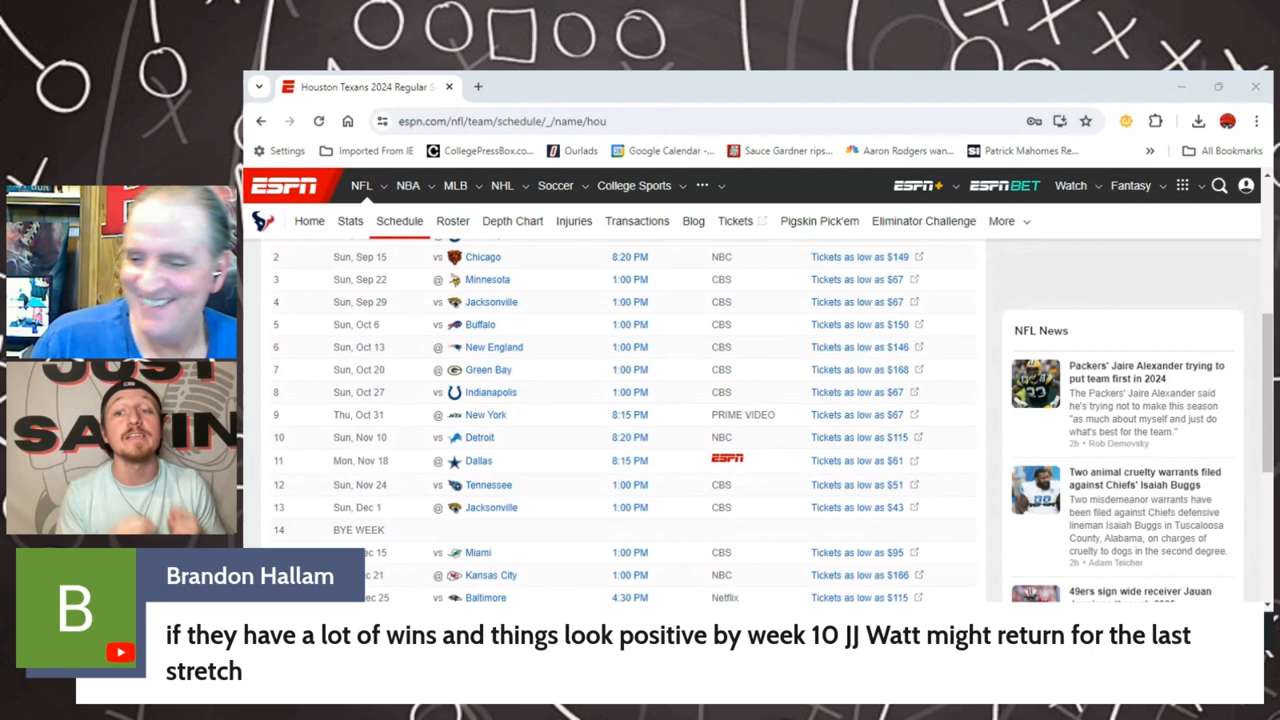 Houston Texans 2024 Regular S
espn.com/nfl/team/schedule/_/name/hou
Settings Imported From IE CollegePressBox.co... Ourlads Google Calendar -... Sauce Gardner rips... Aaron Rodgers wan... SI Patrick Mahomes Re... » All Bookmarks
ESPN NFL NBA MLB NHL Soccer College Sports ... ESPN+ ESPNBET Watch Fantasy
Home Stats Schedule Roster Depth Chart Injuries Transactions Blog Tickets Pigskin Pick'em Eliminator Challenge More
2 Sun, Sep 15 vs Chicago 8:20 PM NBC Tickets as low as $149
3 Sun, Sep 22 @ Minnesota 1:00 PM CBS Tickets as low as $67
4 Sun, Sep 29 vs Jacksonville 1:00 PM CBS Tickets as low as $67
5 Sun, Oct 6 vs Buffalo 1:00 PM CBS Tickets as low as $150
6 Sun, Oct 13 @ New England 1:00 PM CBS Tickets as low as $146
7 Sun, Oct 20 @ Green Bay 1:00 PM CBS Tickets as low as $168
8 Sun, Oct 27 vs Indianapolis 1:00 PM CBS Tickets as low as $67
9 Thu, Oct 31 @ New York 8:15 PM PRIME VIDEO Tickets as low as $67
10 Sun, Nov 10 vs Detroit 8:20 PM NBC Tickets as low as $115
11 Mon, Nov 18 @ Dallas 8:15 PM ESPN Tickets as low as $61
12 Sun, Nov 24 vs Tennessee 1:00 PM CBS Tickets as low as $51
13 Sun, Dec 1 @ Jacksonville 1:00 PM CBS Tickets as low as $43
14 BYE WEEK
ec 15 vs Miami 1:00 PM CBS Tickets as low as $95
ec 21 @ Kansas City 1:00 PM NBC Tickets as low as $166
ec 25 vs Baltimore 4:30 PM Netflix Tickets as low as $115
NFL News
Packers' Jaire Alexander trying to
put team first in 2024
The Packers' Jaire Alexander said
he's trying not to make this season
"as much about myself and just do
what's best for the team."
2h • Rob Demovsky
Two animal cruelty warrants filed
against Chiefs' Isaiah Buggs
Two misdemeanor warrants have
been filed against Chiefs defensive
lineman Isaiah Buggs in Tuscaloosa
County, Alabama, on charges of
cruelty to dogs in the second degree.
2h • Adam Teicher
49ers sign wide receiver Jauan
JUST
SAYIN
B
Brandon Hallam
if they have a lot of wins and things look positive by week 10 JJ Watt might return for the last
stretch